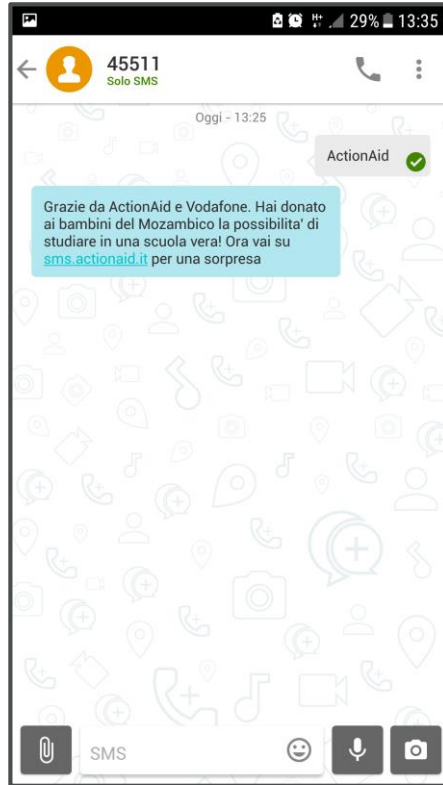 29% 13:35
45511
Solo SMS
Oggi - 13:25
ActionAid
Grazie da ActionAid e Vodafone. Hai donato
ai bambini del Mozambico la possibilita' di
studiare in una scuola vera! Ora vai su
sms.actionaid.it per una sorpresa
SMS